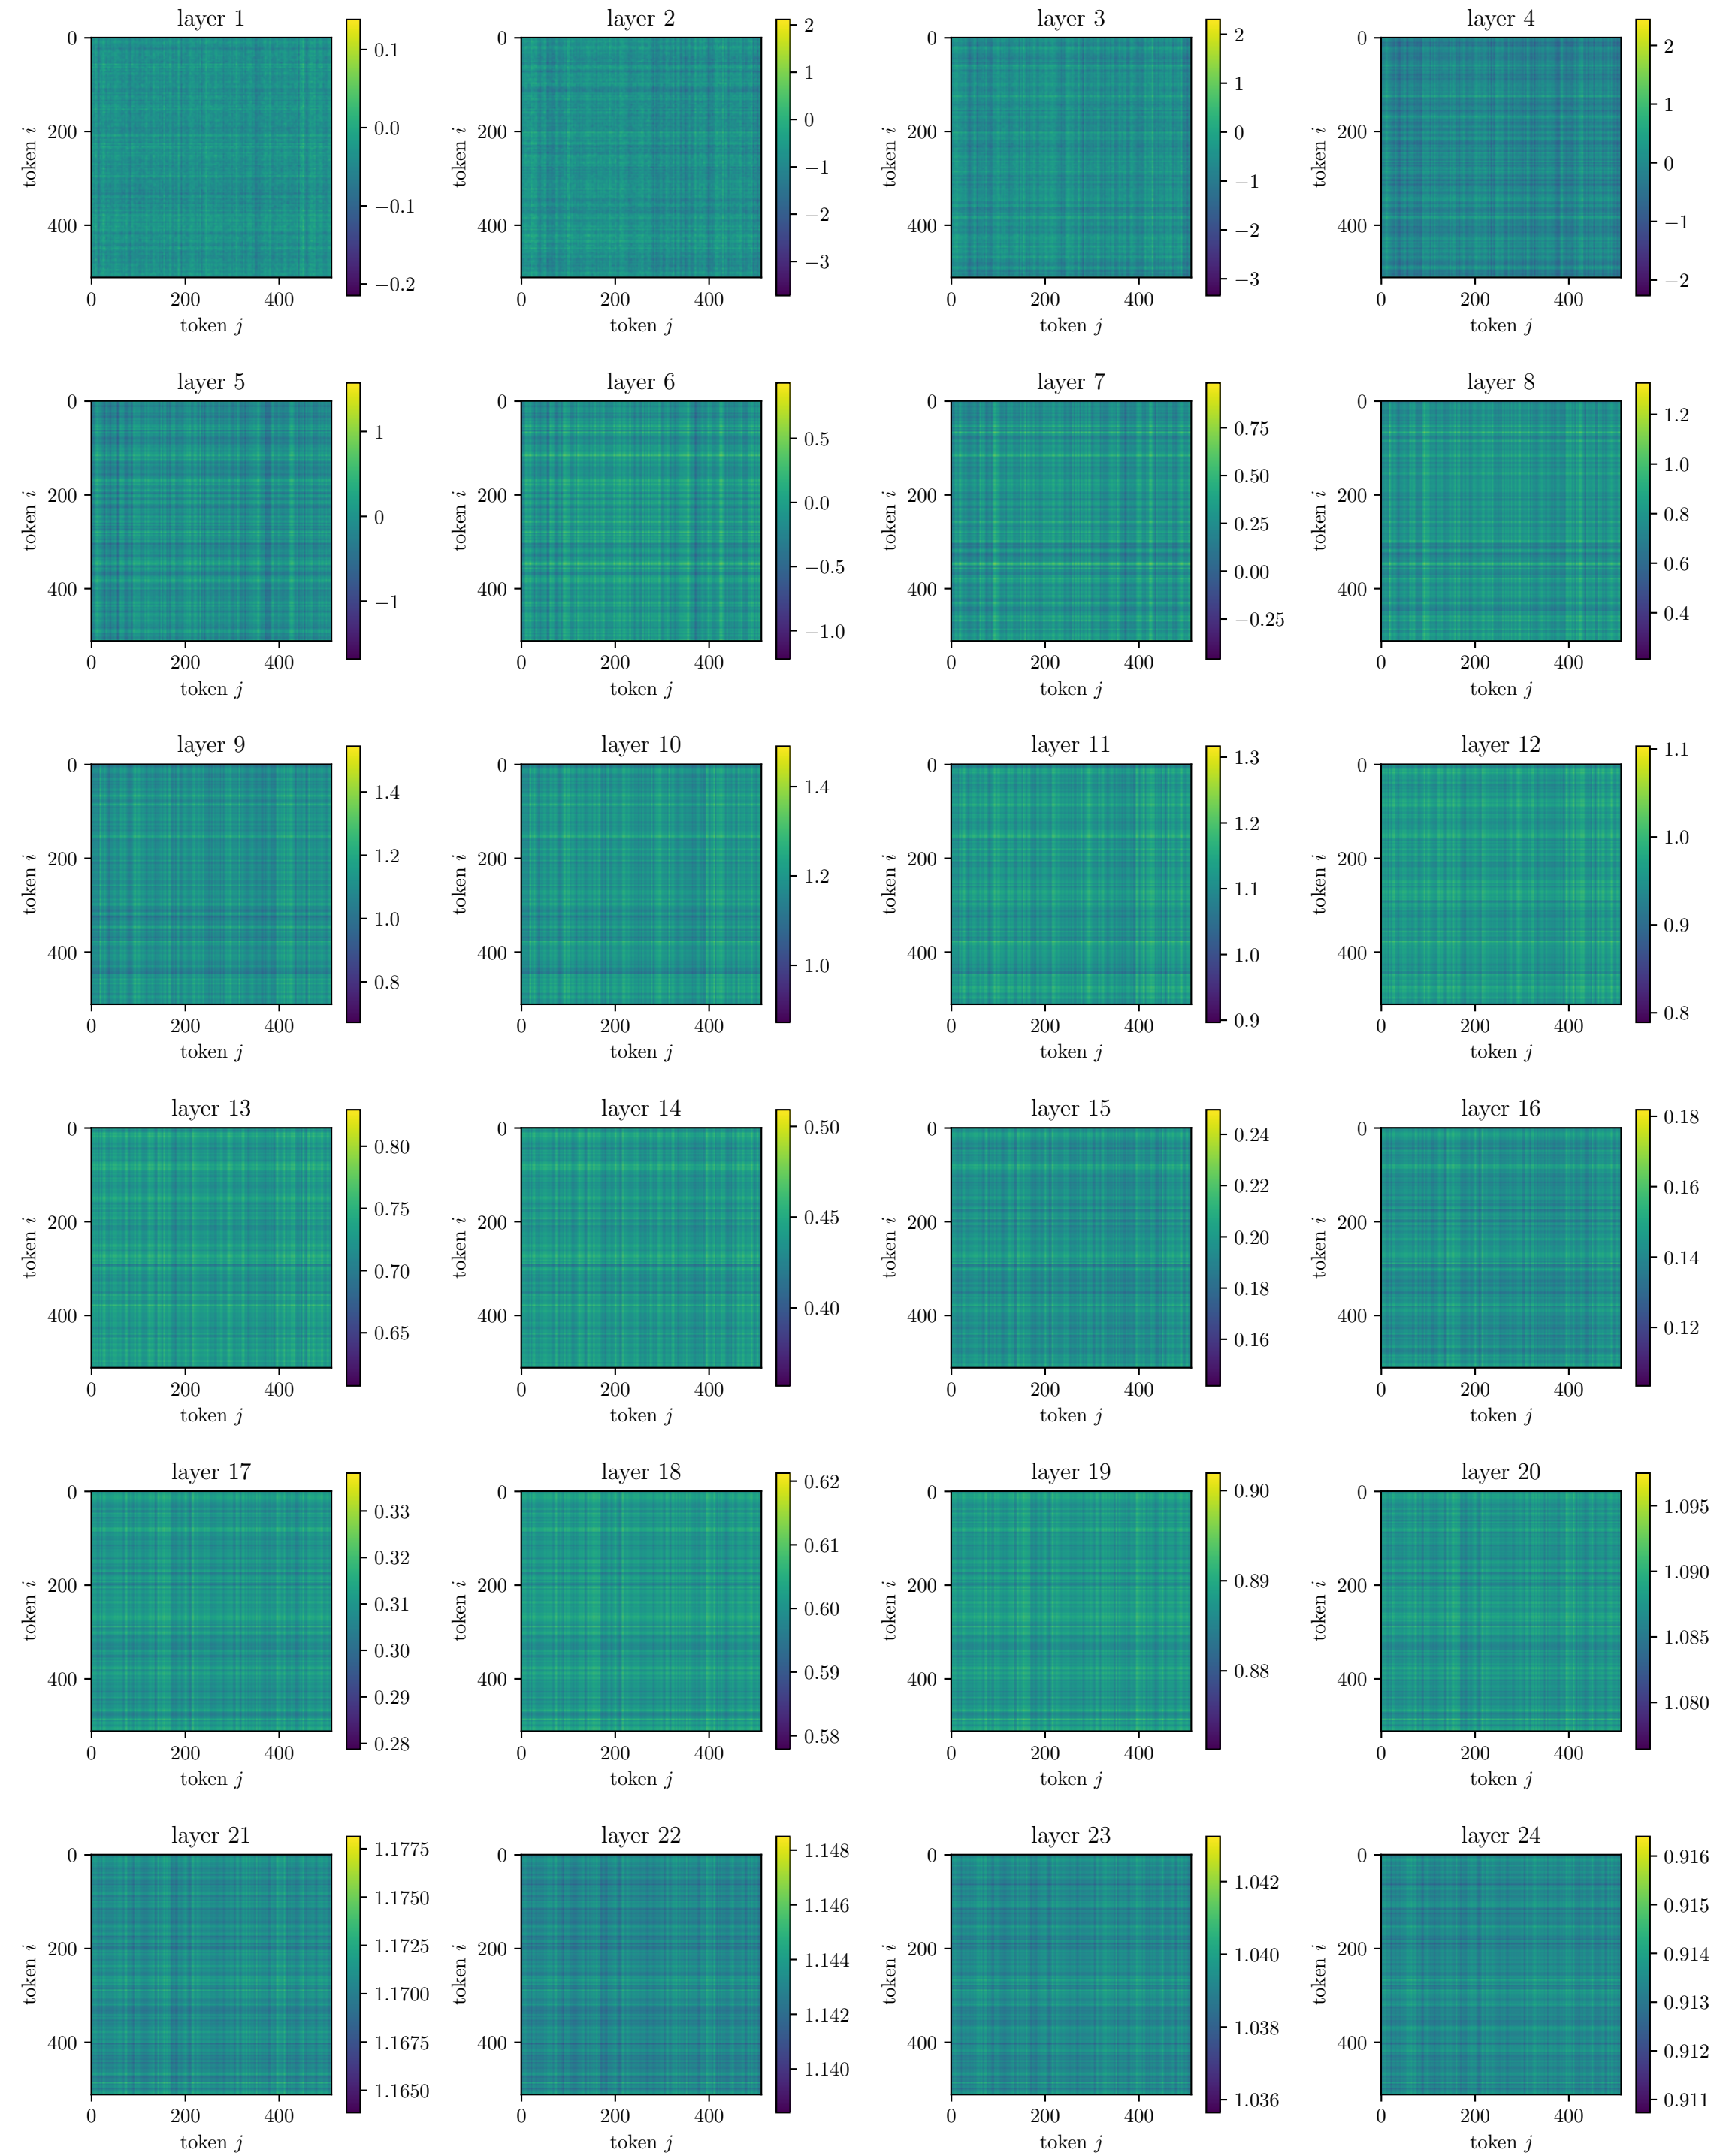 layer 1 layer 2 layer 3 layer 4
0 200 400 token i 0 200 400 token j 0.1 0.0 −0.1 −0.2
0 200 400 token i 0 200 400 token j 2 1 0 −1 −2 −3
0 200 400 token i 0 200 400 token j 2 1 0 −1 −2 −3
0 200 400 token i 0 200 400 token j 2 1 0 −1 −2
layer 5 layer 6 layer 7 layer 8
0 200 400 token i 0 200 400 token j 1 0 −1
0 200 400 token i 0 200 400 token j 0.5 0.0 −0.5 −1.0
0 200 400 token i 0 200 400 token j 0.75 0.50 0.25 0.00 −0.25
0 200 400 token i 0 200 400 token j 1.2 1.0 0.8 0.6 0.4
layer 9 layer 10 layer 11 layer 12
0 200 400 token i 0 200 400 token j 1.4 1.2 1.0 0.8
0 200 400 token i 0 200 400 token j 1.4 1.2 1.0
0 200 400 token i 0 200 400 token j 1.3 1.2 1.1 1.0 0.9
0 200 400 token i 0 200 400 token j 1.1 1.0 0.9 0.8
layer 13 layer 14 layer 15 layer 16
0 200 400 token i 0 200 400 token j 0.80 0.75 0.70 0.65
0 200 400 token i 0 200 400 token j 0.50 0.45 0.40
0 200 400 token i 0 200 400 token j 0.24 0.22 0.20 0.18 0.16
0 200 400 token i 0 200 400 token j 0.18 0.16 0.14 0.12
layer 17 layer 18 layer 19 layer 20
0 200 400 token i 0 200 400 token j 0.33 0.32 0.31 0.30 0.29 0.28
0 200 400 token i 0 200 400 token j 0.62 0.61 0.60 0.59 0.58
0 200 400 token i 0 200 400 token j 0.90 0.89 0.88
0 200 400 token i 0 200 400 token j 1.095 1.090 1.085 1.080
layer 21 layer 22 layer 23 layer 24
0 200 400 token i 0 200 400 token j 1.1775 1.1750 1.1725 1.1700 1.1675 1.1650
0 200 400 token i 0 200 400 token j 1.148 1.146 1.144 1.142 1.140
0 200 400 token i 0 200 400 token j 1.042 1.040 1.038 1.036
0 200 400 token i 0 200 400 token j 0.916 0.915 0.914 0.913 0.912 0.911